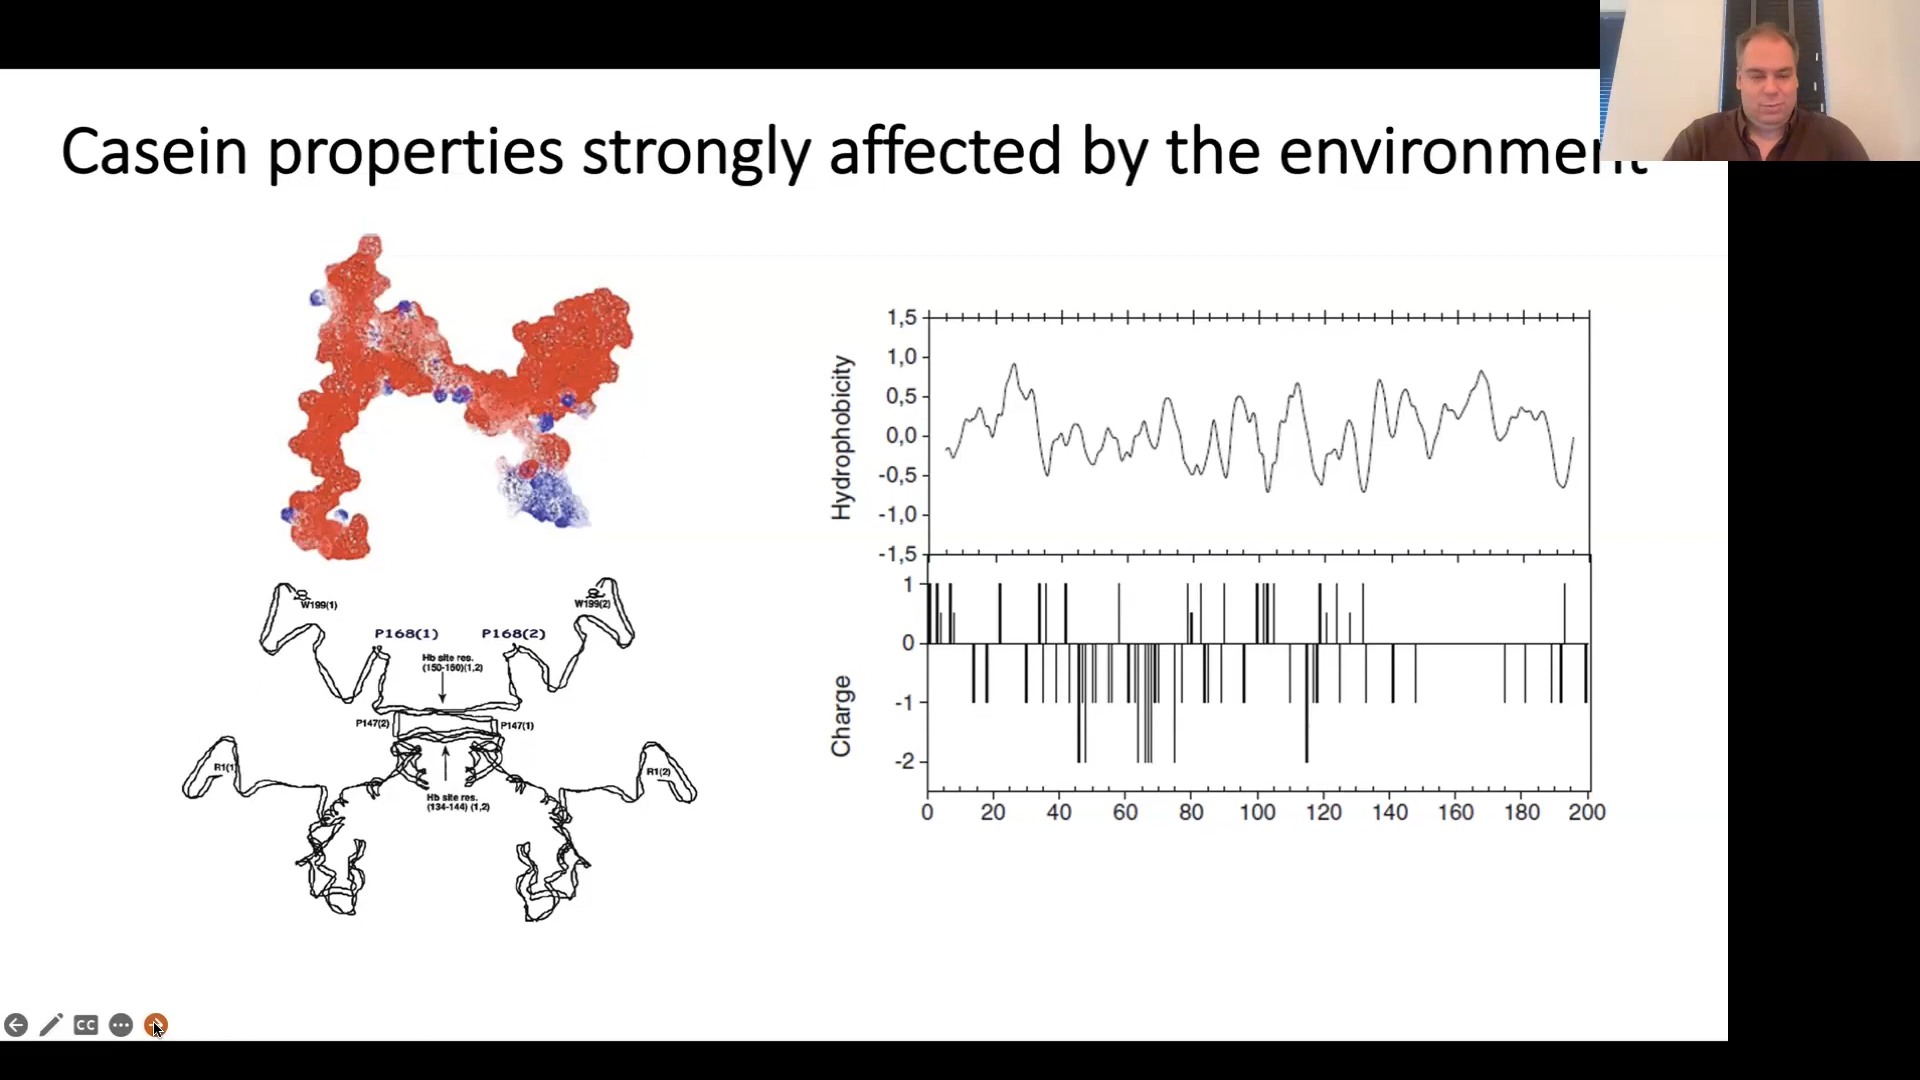 Casein properties strongly affected by the environment
W199(1)
W199(2)
P168(1)
P168(2)
Hb site res.
(150-160)(1,2)
P147(2)
P147(1)
R1(1)
R1(2)
Hb site res.
(134-144) (1,2)
Hydrophobicity
1,5
1,0
0,5
0,0
-0,5
-1,0
-1,5
Charge
1
0
-1
-2
0 20 40 60 80 100 120 140 160 180 200
CC